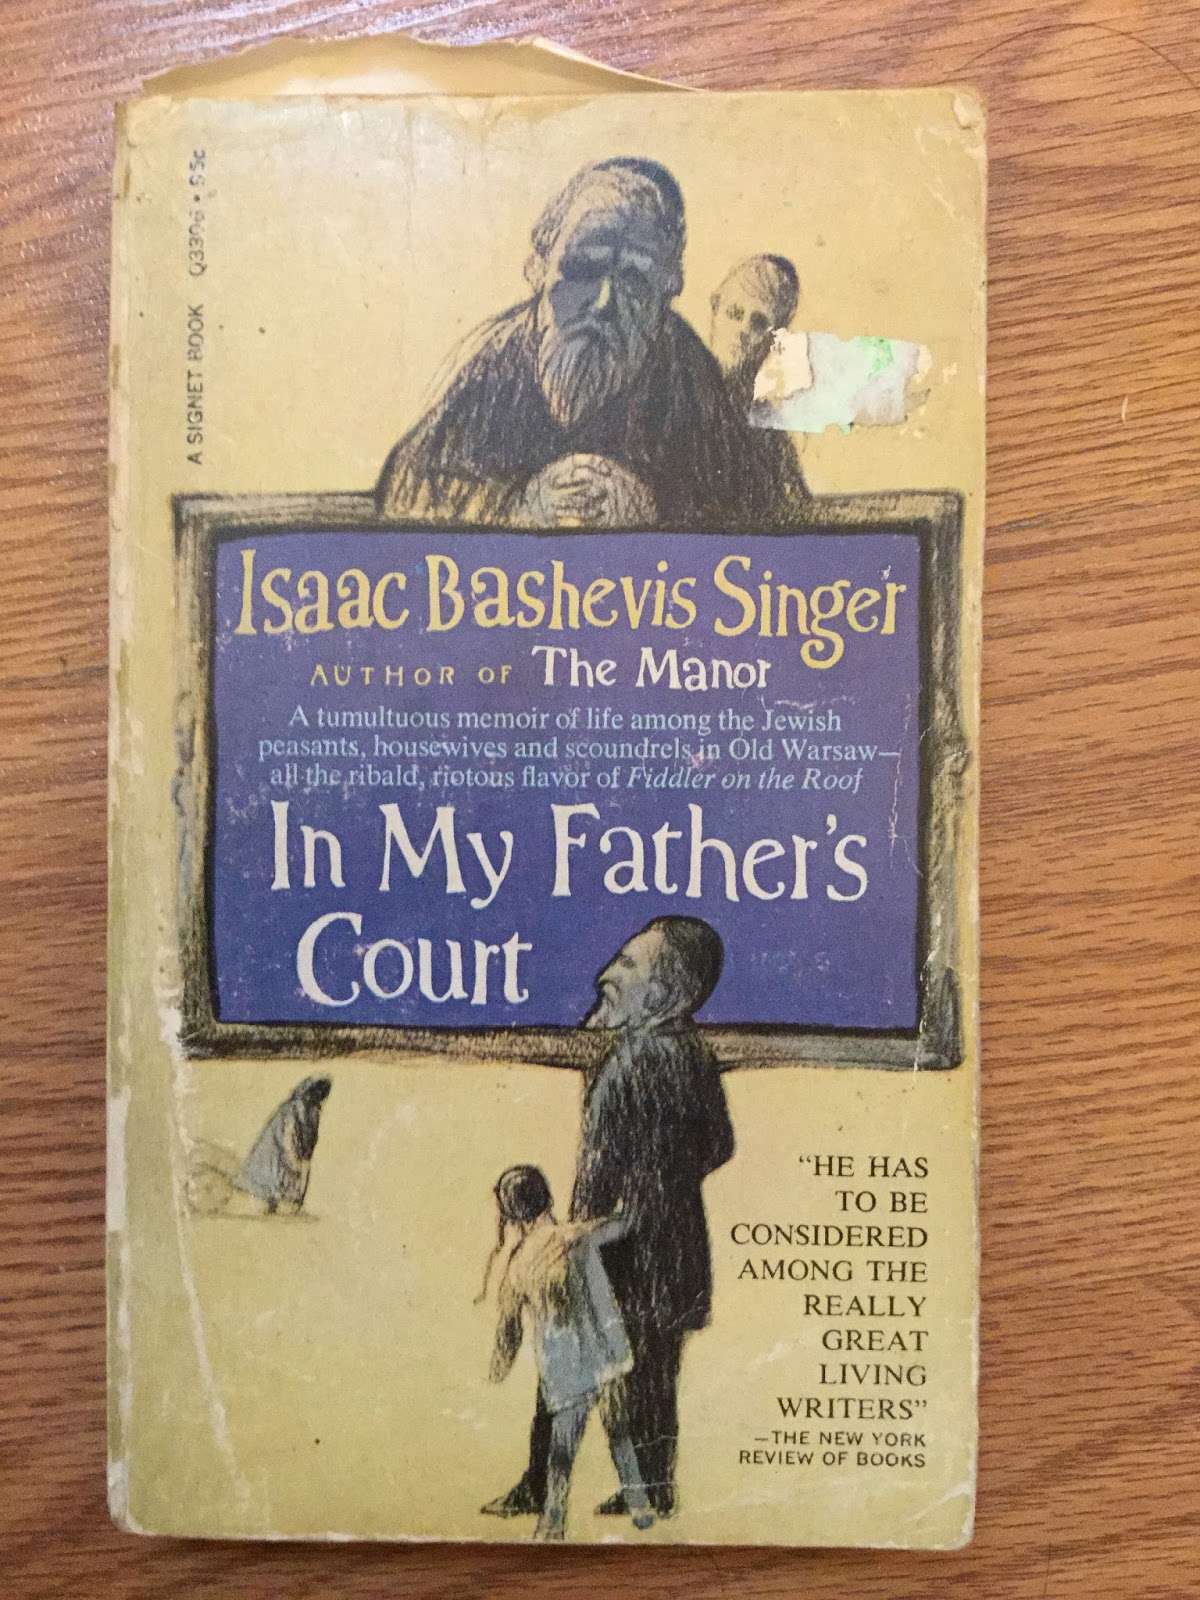 A SIGNET BOOK Q3306 • 95c
Isaac Bashevis Singer
AUTHOR OF The Manor
A tumultuous memoir of life among the Jewish
peasants, housewives and scoundrels in Old Warsaw—
all the ribald, riotous flavor of Fiddler on the Roof
In My Father's
Court
“HE HAS
TO BE
CONSIDERED
AMONG THE
REALLY
GREAT
LIVING
WRITERS”
—THE NEW YORK
REVIEW OF BOOKS